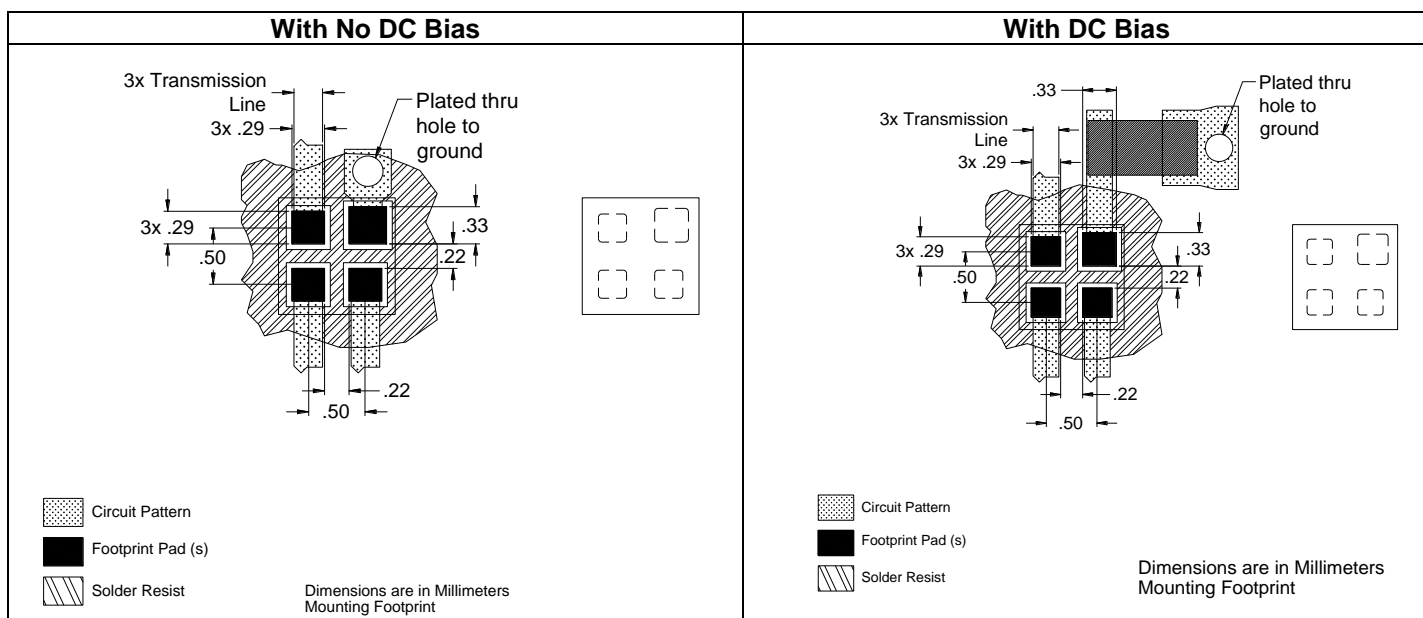 With No DC Bias
3x Transmission
Line
3x .29
Plated thru
hole to
ground
3x .29
.50
.33
.22
.22
.50
Circuit Pattern
Footprint Pad (s)
Solder Resist
Dimensions are in Millimeters
Mounting Footprint
With DC Bias
.33
3x Transmission
Line
3x .29
Plated thru
hole to
ground
3x .29
.50
.33
.22
.22
.50
Circuit Pattern
Footprint Pad (s)
Solder Resist
Dimensions are in Millimeters
Mounting Footprint